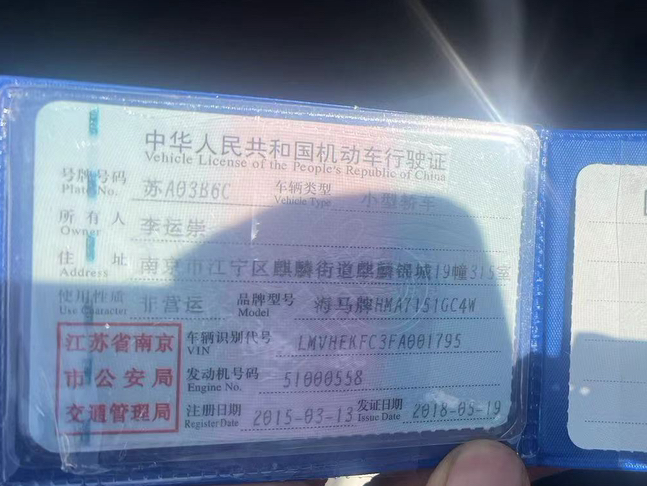 中华人民共和国机动车行驶证
Vehicle License of the People's Republic of China
号牌号码 苏A03B6C 车辆类型 小型轿车
Plate No. Vehicle Type
所有人 李运崇
Owner
住址 南京市江宁区麒麟街道麒麟锦城19幢315室
Address
使用性质 非营运 品牌型号 海马牌HMA7151GC4W
Use Character Model
江苏省南京
市公安局
交通管理局
车辆识别代号 LMVHEKFC3FA001795
VIN
发动机号码 51000558
Engine No.
注册日期 2015-03-13 发证日期 2018-05-19
Register Date Issue Date